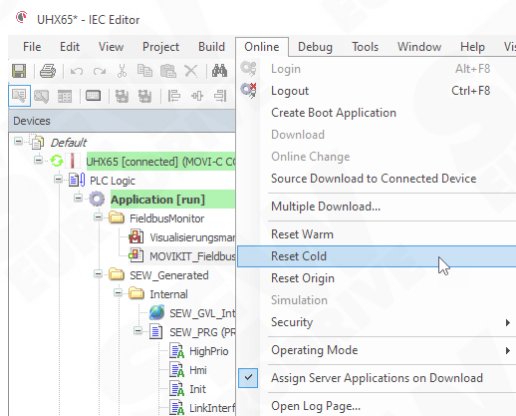 UHX65* - IEC Editor
File Edit View Project Build Online Debug Tools Window Help
Devices
Default
UHX65 [connected] (MOVI-C
PLC Logic
Application [run]
FieldbusMonitor
Visualisierungsmar
MOVIKIT_Fieldbus
SEW_Generated
Internal
SEW_GVL_Int
SEW_PRG (PR
HighPrio
Hmi
Init
LinkInterf
Login Alt+F8
Logout Ctrl+F8
Create Boot Application
Download
Online Change
Source Download to Connected Device
Multiple Download...
Reset Warm
Reset Cold
Reset Origin
Simulation
Security
Operating Mode
Assign Server Applications on Download
Open Log Page...